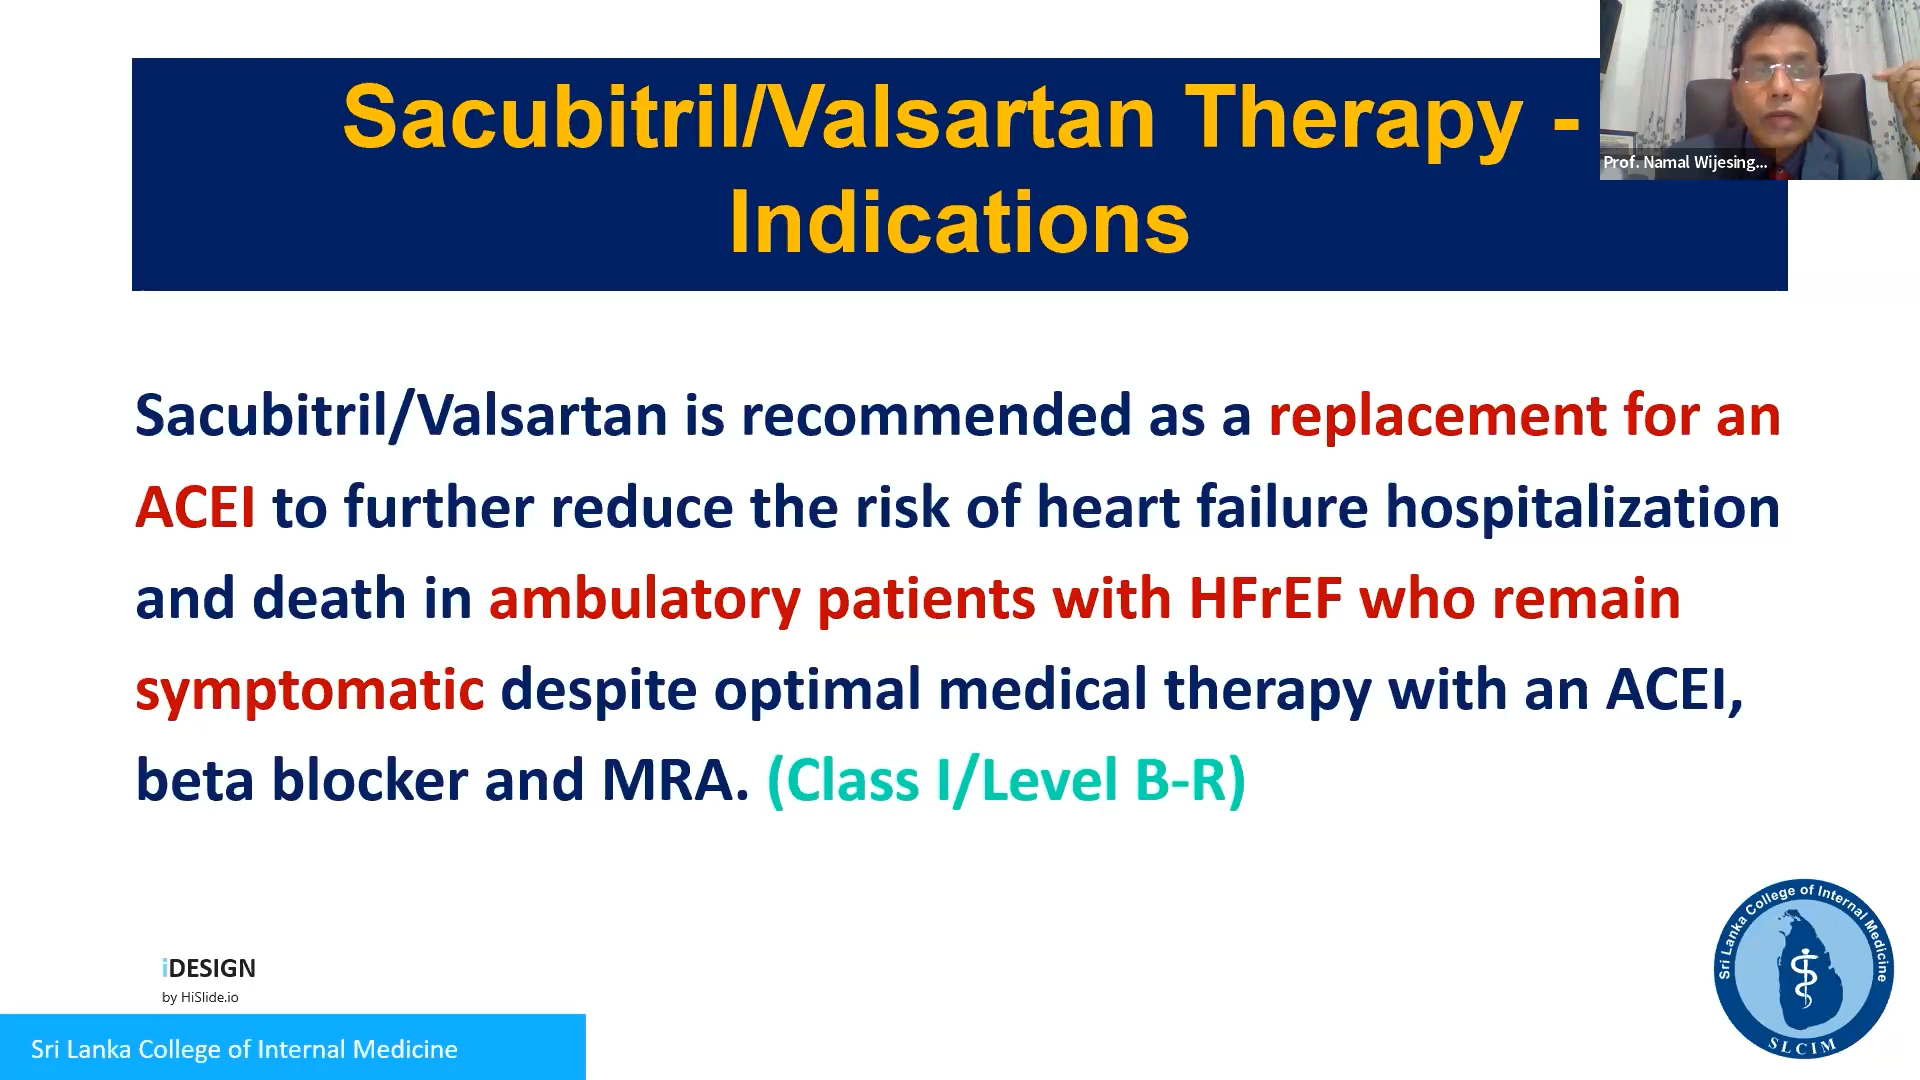 Sacubitril/Valsartan Therapy -
Indications
Prof. Namal Wijesing...
Sacubitril/Valsartan is recommended as a replacement for an
ACEI to further reduce the risk of heart failure hospitalization
and death in ambulatory patients with HFrEF who remain
symptomatic despite optimal medical therapy with an ACEI,
beta blocker and MRA. (Class I/Level B-R)
iDESIGN
by HiSlide.io
Sri Lanka College of Internal Medicine
Sri Lanka College of Internal Medicine
SLCIM